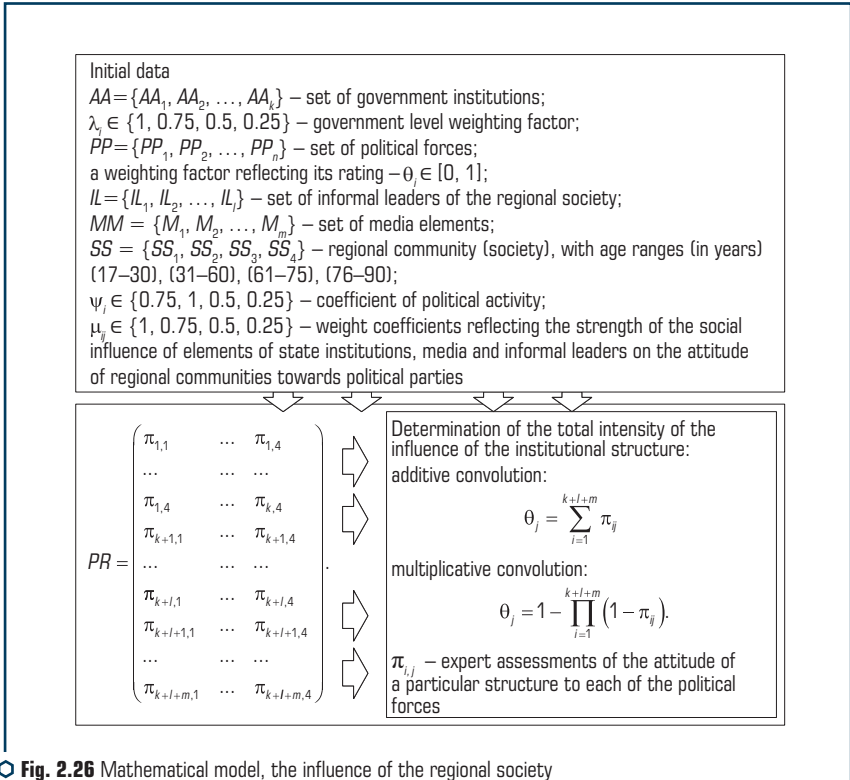 Initial data
AA={AA₁, AA₂, …, AAₖ} – set of government institutions;
λᵢ ∈ {1, 0.75, 0.5, 0.25} – government level weighting factor;
PP={PP₁, PP₂, …, PPₙ} – set of political forces;
a weighting factor reflecting its rating –θᵢ ∈ [0, 1];
IL={IL₁, IL₂, …, ILₗ} – set of informal leaders of the regional society;
MM = {M₁, M₂, …, Mₘ} – set of media elements;
SS = {SS₁, SS₂, SS₃, SS₄} – regional community (society), with age ranges (in years)
(17–30), (31–60), (61–75), (76–90);
ψᵢ ∈ {0.75, 1, 0.5, 0.25} – coefficient of political activity;
μᵢⱼ ∈ {1, 0.75, 0.5, 0.25} – weight coefficients reflecting the strength of the social
influence of elements of state institutions, media and informal leaders on the attitude
of regional communities towards political parties
PR =
π₁,₁ … π₁,₄
… … …
π₁,₄ … πₖ,₄
πₖ₊₁,₁ … πₖ₊₁,₄
… … …
πₖ₊ₗ,₁ … πₖ₊ₗ,₄
πₖ₊ₗ₊₁,₁ … πₖ₊ₗ₊₁,₄
… … …
πₖ₊ₗ₊ₘ,₁ … πₖ₊ₗ₊ₘ,₄
.
Determination of the total intensity of the
influence of the institutional structure:
additive convolution:
θⱼ = ∑ᵢ₌₁ᵏ⁺ˡ⁺ᵐ πᵢⱼ
multiplicative convolution:
θⱼ = 1 − ∏ᵢ₌₁ᵏ⁺ˡ⁺ᵐ (1 − πᵢⱼ).
πᵢ,ⱼ – expert assessments of the attitude of
a particular structure to each of the political
forces
Fig. 2.26 Mathematical model, the influence of the regional society